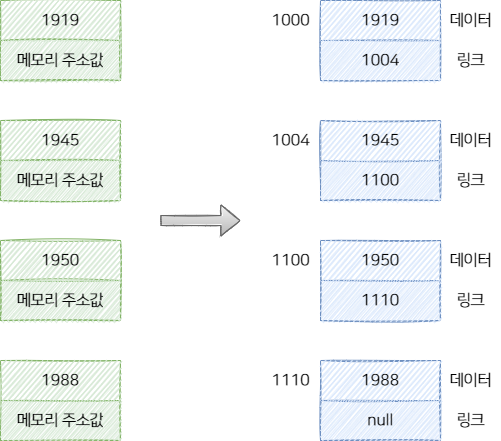 1919 1000 1919 데이터
메모리 주소값 1004 링크
1945 1004 1945 데이터
메모리 주소값 1100 링크
1950 1100 1950 데이터
메모리 주소값 1110 링크
1988 1110 1988 데이터
메모리 주소값 null 링크